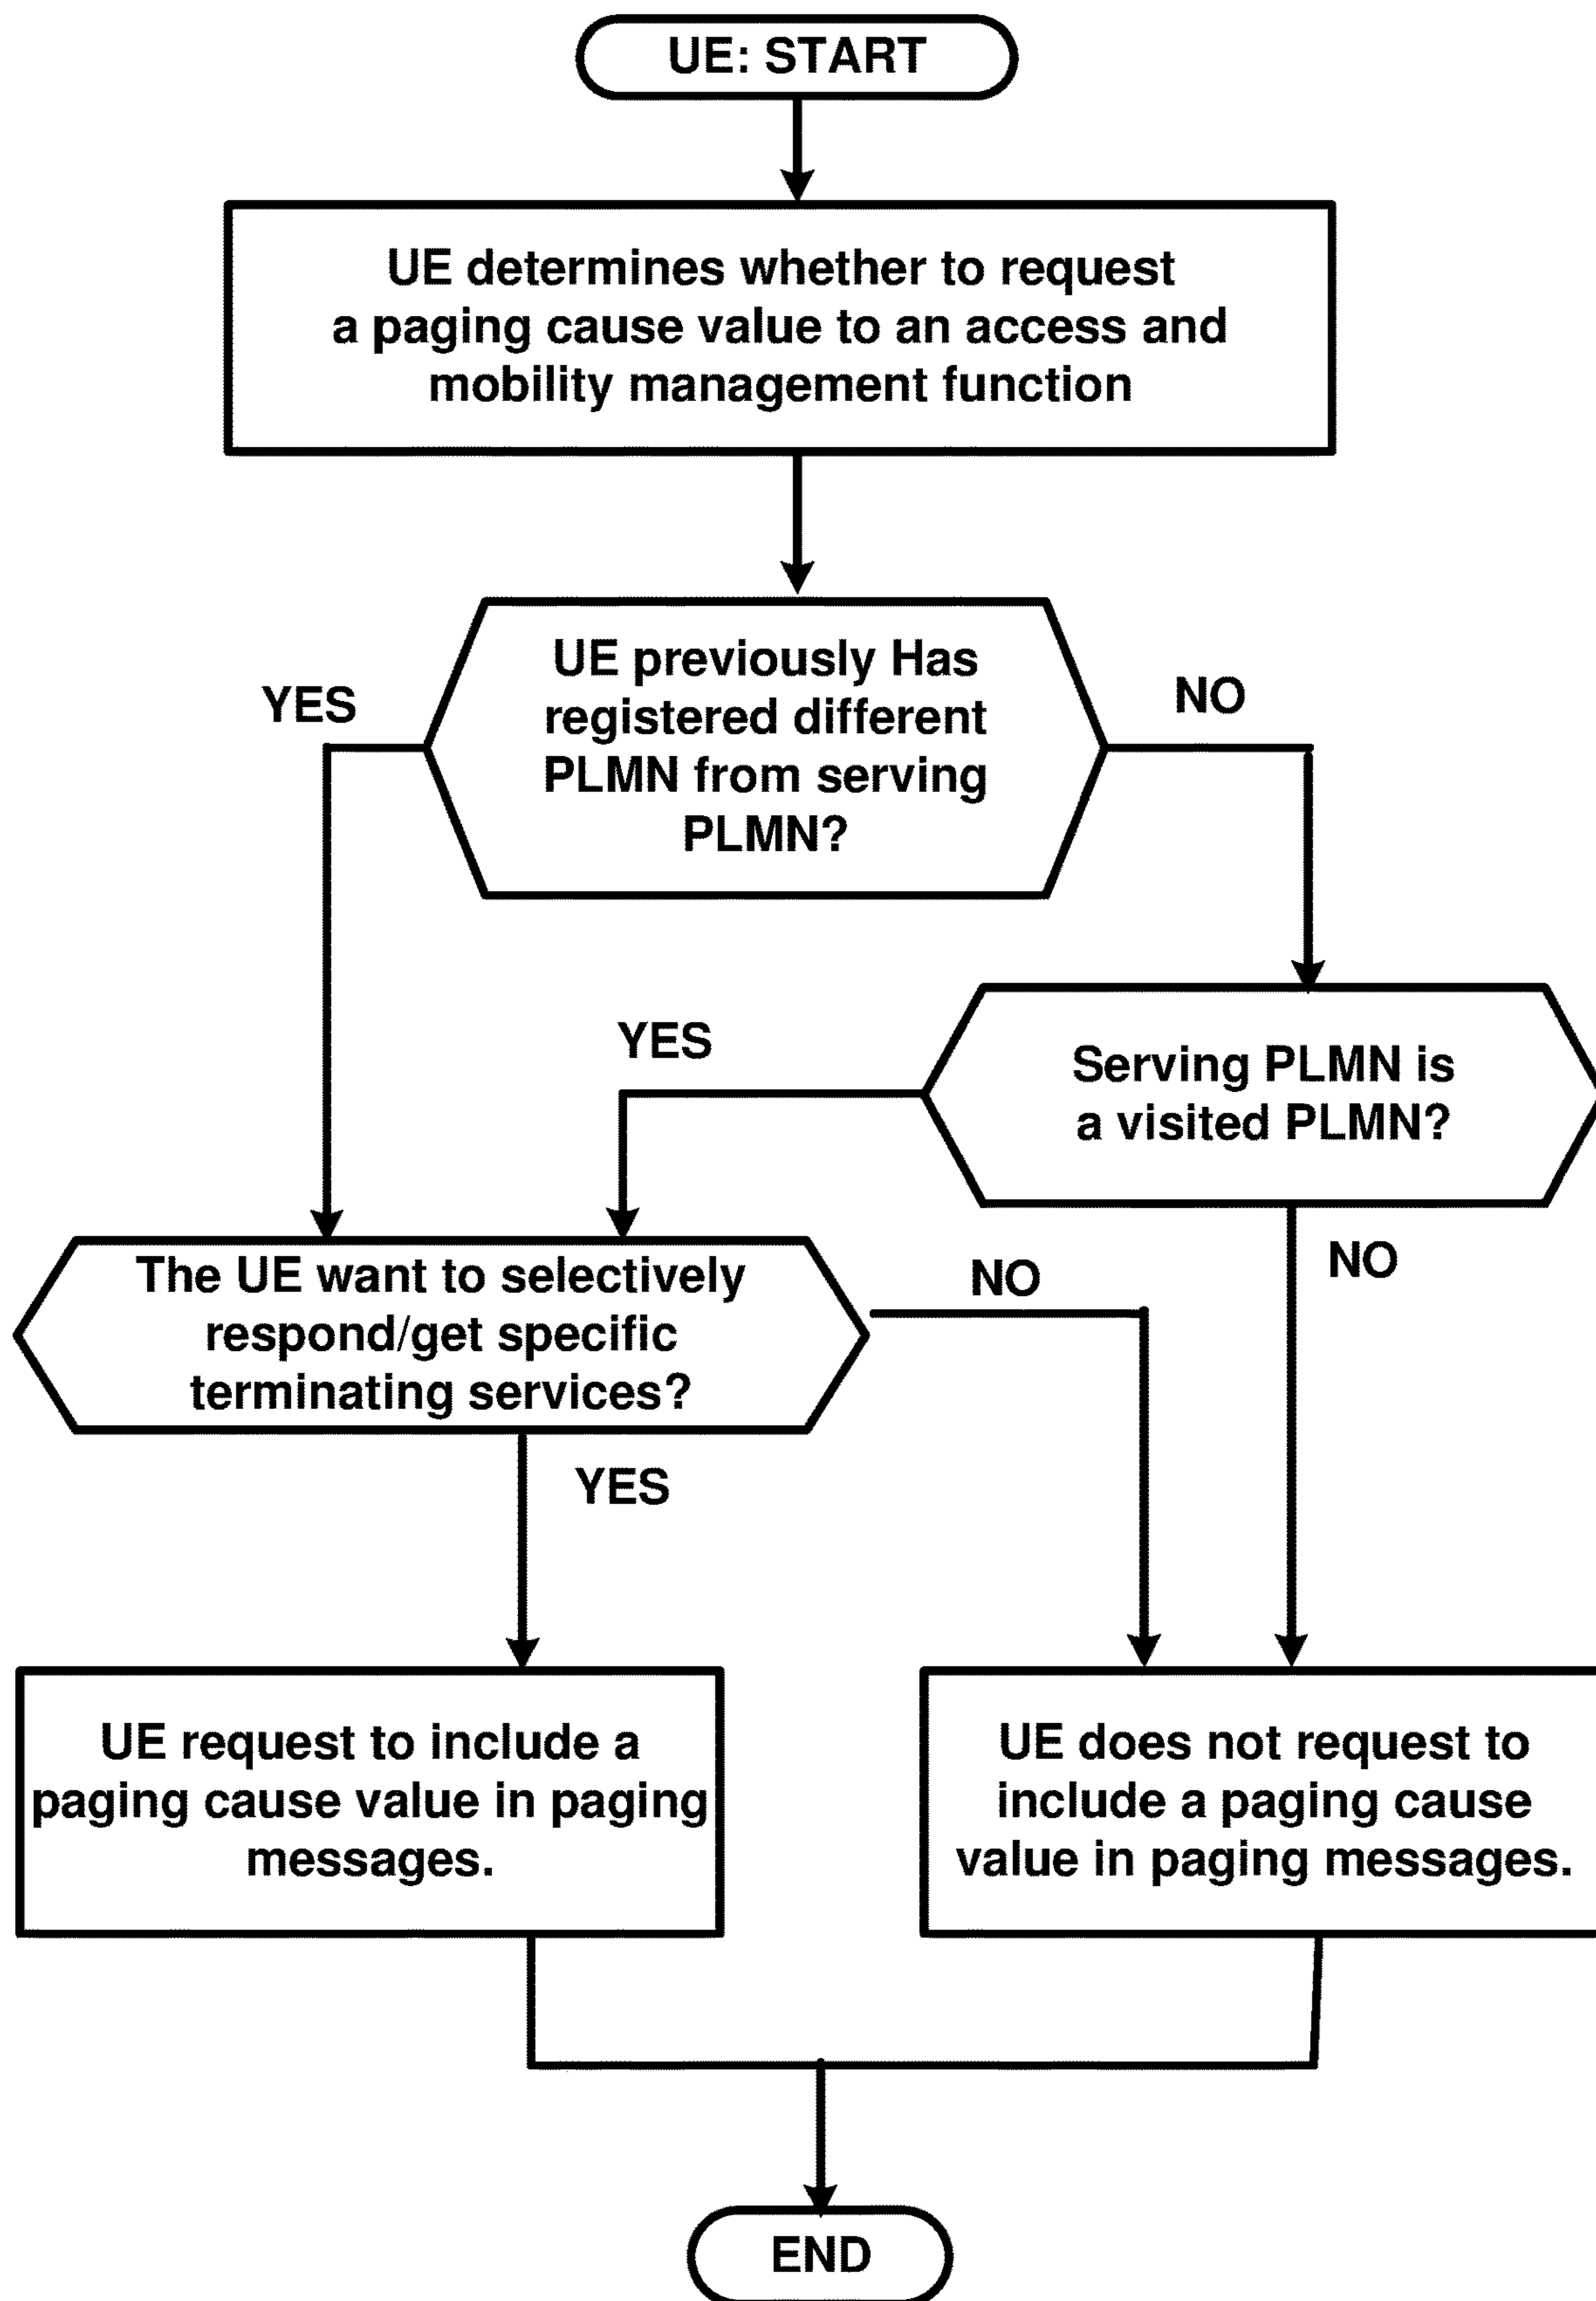 UE: START
UE determines whether to request
a paging cause value to an access and
mobility management function
UE previously Has
registered different
PLMN from serving
PLMN?
YES
NO
Serving PLMN is
a visited PLMN?
YES
NO
The UE want to selectively
respond/get specific
terminating services?
NO
YES
UE request to include a
paging cause value in paging
messages.
UE does not request to
include a paging cause
value in paging messages.
END